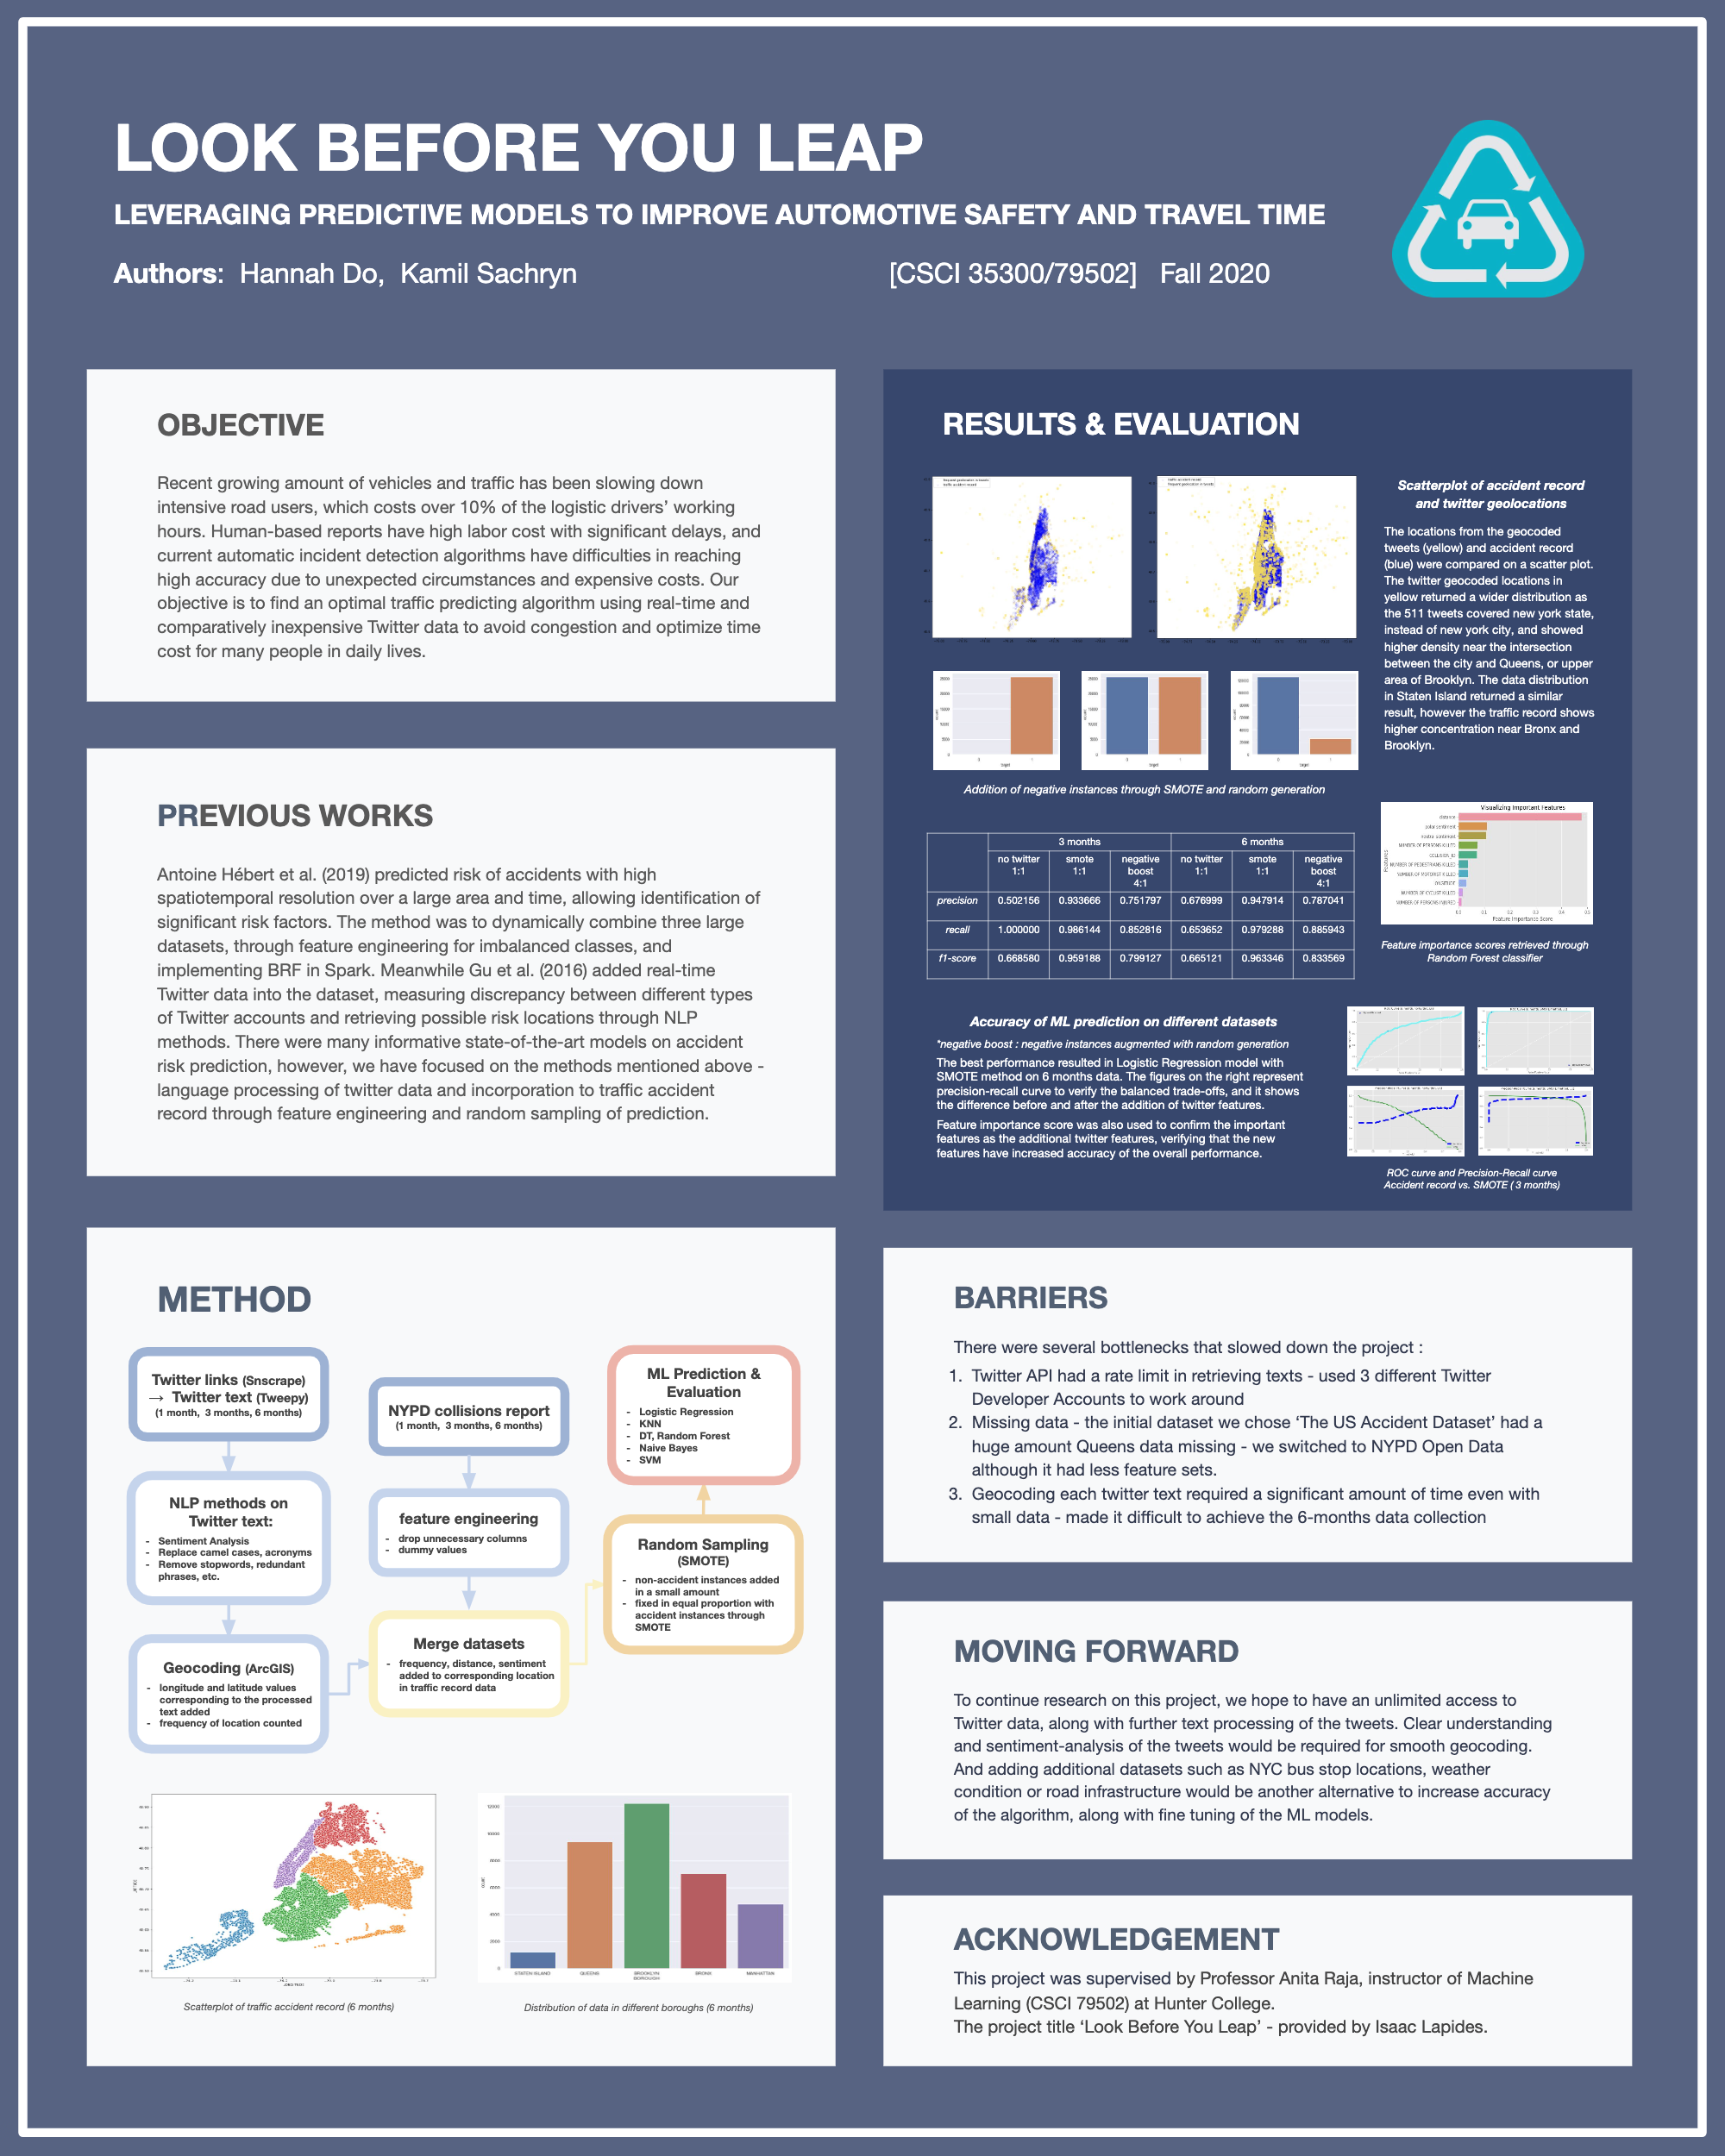 LOOK BEFORE YOU LEAP
LEVERAGING PREDICTIVE MODELS TO IMPROVE AUTOMOTIVE SAFETY AND TRAVEL TIME
Authors: Hannah Do, Kamil Sachryn [CSCI 35300/79502] Fall 2020
OBJECTIVE
Recent growing amount of vehicles and traffic has been slowing down
intensive road users, which costs over 10% of the logistic drivers’ working
hours. Human-based reports have high labor cost with significant delays, and
current automatic incident detection algorithms have difficulties in reaching
high accuracy due to unexpected circumstances and expensive costs. Our
objective is to find an optimal traffic predicting algorithm using real-time and
comparatively inexpensive Twitter data to avoid congestion and optimize time
cost for many people in daily lives.
PREVIOUS WORKS
Antoine Hébert et al. (2019) predicted risk of accidents with high
spatiotemporal resolution over a large area and time, allowing identification of
significant risk factors. The method was to dynamically combine three large
datasets, through feature engineering for imbalanced classes, and
implementing BRF in Spark. Meanwhile Gu et al. (2016) added real-time
Twitter data into the dataset, measuring discrepancy between different types
of Twitter accounts and retrieving possible risk locations through NLP
methods. There were many informative state-of-the-art models on accident
risk prediction, however, we have focused on the methods mentioned above -
language processing of twitter data and incorporation to traffic accident
record through feature engineering and random sampling of prediction.
METHOD
Twitter links (Snscrape)
→ Twitter text (Tweepy)
(1 month, 3 months, 6 months)
NLP methods on
Twitter text:
- Sentiment Analysis
- Replace camel cases, acronyms
- Remove stopwords, redundant
phrases, etc.
Geocoding (ArcGIS)
- longitude and latitude values
corresponding to the processed
text added
- frequency of location counted
NYPD collisions report
(1 month, 3 months, 6 months)
feature engineering
- drop unnecessary columns
- dummy values
Merge datasets
- frequency, distance, sentiment
added to corresponding location
in traffic record data
Random Sampling
(SMOTE)
- non-accident instances added
in a small amount
- fixed in equal proportion with
accident instances through
SMOTE
ML Prediction &
Evaluation
- Logistic Regression
- KNN
- DT, Random Forest
- Naive Bayes
- SVM
Scatterplot of traffic accident record (6 months)
STATEN ISLAND QUEENS BROOKLYN BRONX MANHATTAN
BOROUGH
Distribution of data in different boroughs (6 months)
RESULTS & EVALUATION
Scatterplot of accident record
and twitter geolocations
The locations from the geocoded
tweets (yellow) and accident record
(blue) were compared on a scatter plot.
The twitter geocoded locations in
yellow returned a wider distribution as
the 511 tweets covered new york state,
instead of new york city, and showed
higher density near the intersection
between the city and Queens, or upper
area of Brooklyn. The data distribution
in Staten Island returned a similar
result, however the traffic record shows
higher concentration near Bronx and
Brooklyn.
Addition of negative instances through SMOTE and random generation
3 months 6 months
no twitter 1:1 smote 1:1 negative boost 4:1 no twitter 1:1 smote 1:1 negative boost 4:1
precision 0.502156 0.933666 0.751797 0.676999 0.947914 0.787041
recall 1.000000 0.986144 0.852816 0.653652 0.979288 0.885943
f1-score 0.668580 0.959188 0.799127 0.665121 0.963346 0.833569
Visualizing Important Features
NUMBER OF PERSONS KILLED
COLLISION_ID
NUMBER OF PEDESTRIANS KILLED
NUMBER OF MOTORIST KILLED
NUMBER OF CYCLIST KILLED
NUMBER OF PERSONS INJURED
Features
0.0 0.1 0.2 0.3 0.4 0.5
Feature Importance Score
Feature importance scores retrieved through
Random Forest classifier
Accuracy of ML prediction on different datasets
*negative boost : negative instances augmented with random generation
The best performance resulted in Logistic Regression model with
SMOTE method on 6 months data. The figures on the right represent
precision-recall curve to verify the balanced trade-offs, and it shows
the difference before and after the addition of twitter features.
Feature importance score was also used to confirm the important
features as the additional twitter features, verifying that the new
features have increased accuracy of the overall performance.
ROC curve and Precision-Recall curve
Accident record vs. SMOTE ( 3 months)
BARRIERS
There were several bottlenecks that slowed down the project :
1. Twitter API had a rate limit in retrieving texts - used 3 different Twitter
Developer Accounts to work around
2. Missing data - the initial dataset we chose ‘The US Accident Dataset’ had a
huge amount Queens data missing - we switched to NYPD Open Data
although it had less feature sets.
3. Geocoding each twitter text required a significant amount of time even with
small data - made it difficult to achieve the 6-months data collection
MOVING FORWARD
To continue research on this project, we hope to have an unlimited access to
Twitter data, along with further text processing of the tweets. Clear understanding
and sentiment-analysis of the tweets would be required for smooth geocoding.
And adding additional datasets such as NYC bus stop locations, weather
condition or road infrastructure would be another alternative to increase accuracy
of the algorithm, along with fine tuning of the ML models.
ACKNOWLEDGEMENT
This project was supervised by Professor Anita Raja, instructor of Machine
Learning (CSCI 79502) at Hunter College.
The project title ‘Look Before You Leap’ - provided by Isaac Lapides.